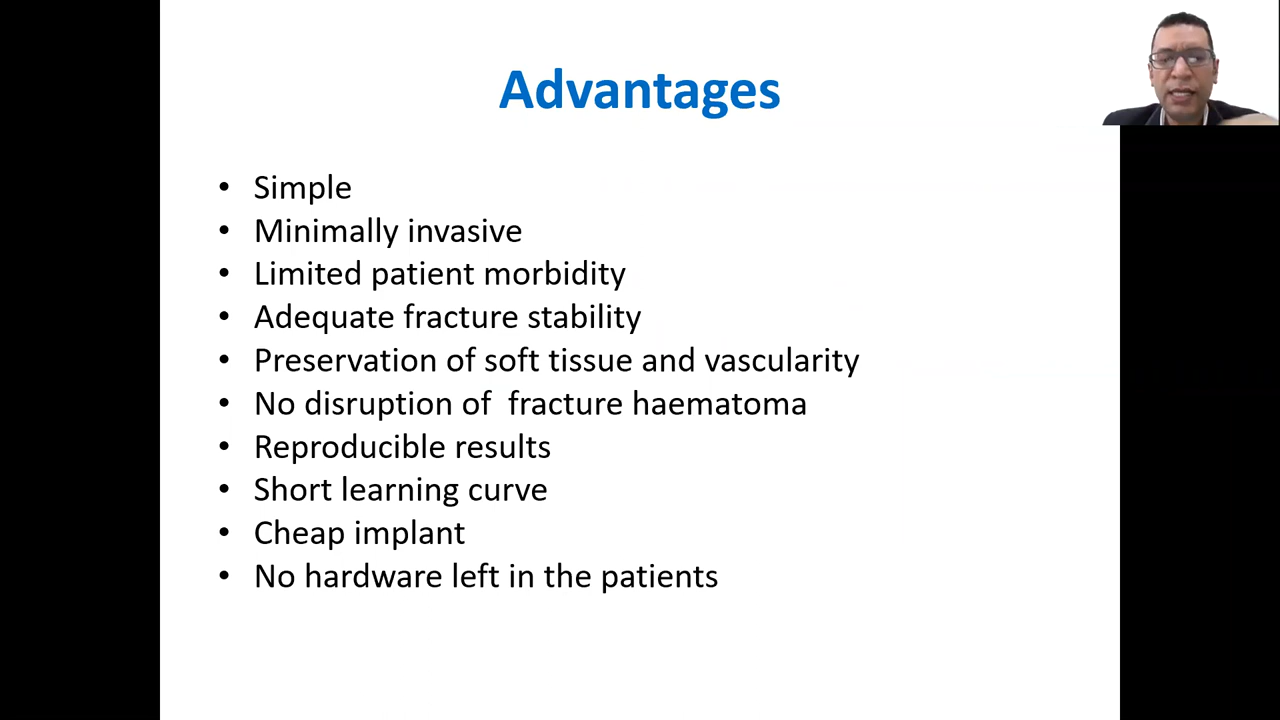 Advantages
• Simple
• Minimally invasive
• Limited patient morbidity
• Adequate fracture stability
• Preservation of soft tissue and vascularity
• No disruption of  fracture haematoma
• Reproducible results
• Short learning curve
• Cheap implant
• No hardware left in the patients